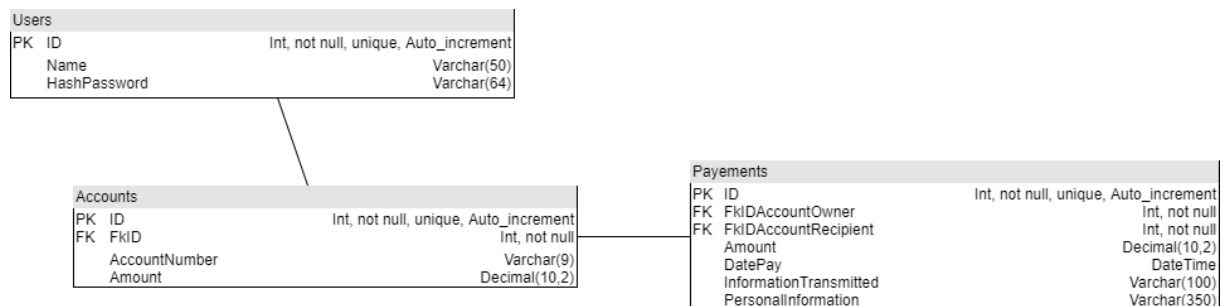 Users
PK ID Int, not null, unique, Auto_increment
Name Varchar(50)
HashPassword Varchar(64)
Accounts
PK ID Int, not null, unique, Auto_increment
FK FkID Int, not null
AccountNumber Varchar(9)
Amount Decimal(10,2)
Payements
PK ID Int, not null, unique, Auto_increment
FK FkIDAccountOwner Int, not null
FK FkIDAccountRecipient Int, not null
Amount Decimal(10,2)
DatePay DateTime
InformationTransmitted Varchar(100)
PersonalInformation Varchar(350)